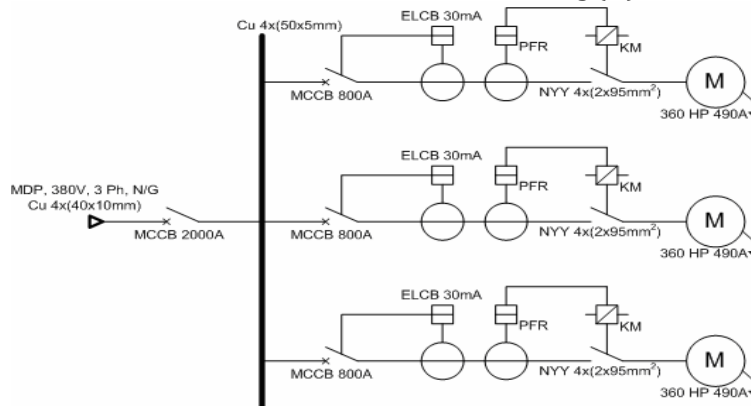 Cu 4x(50x5mm)
ELCB 30mA
PFR
KM
M
MCCB 800A
NYY 4x(2x95mm²)
360 HP 490A
ELCB 30mA
PFR
KM
M
MDP, 380V, 3 Ph, N/G
Cu 4x(40x10mm)
MCCB 2000A
MCCB 800A
NYY 4x(2x95mm²)
360 HP 490A
ELCB 30mA
PFR
KM
M
MCCB 800A
NYY 4x(2x95mm²)
360 HP 490A